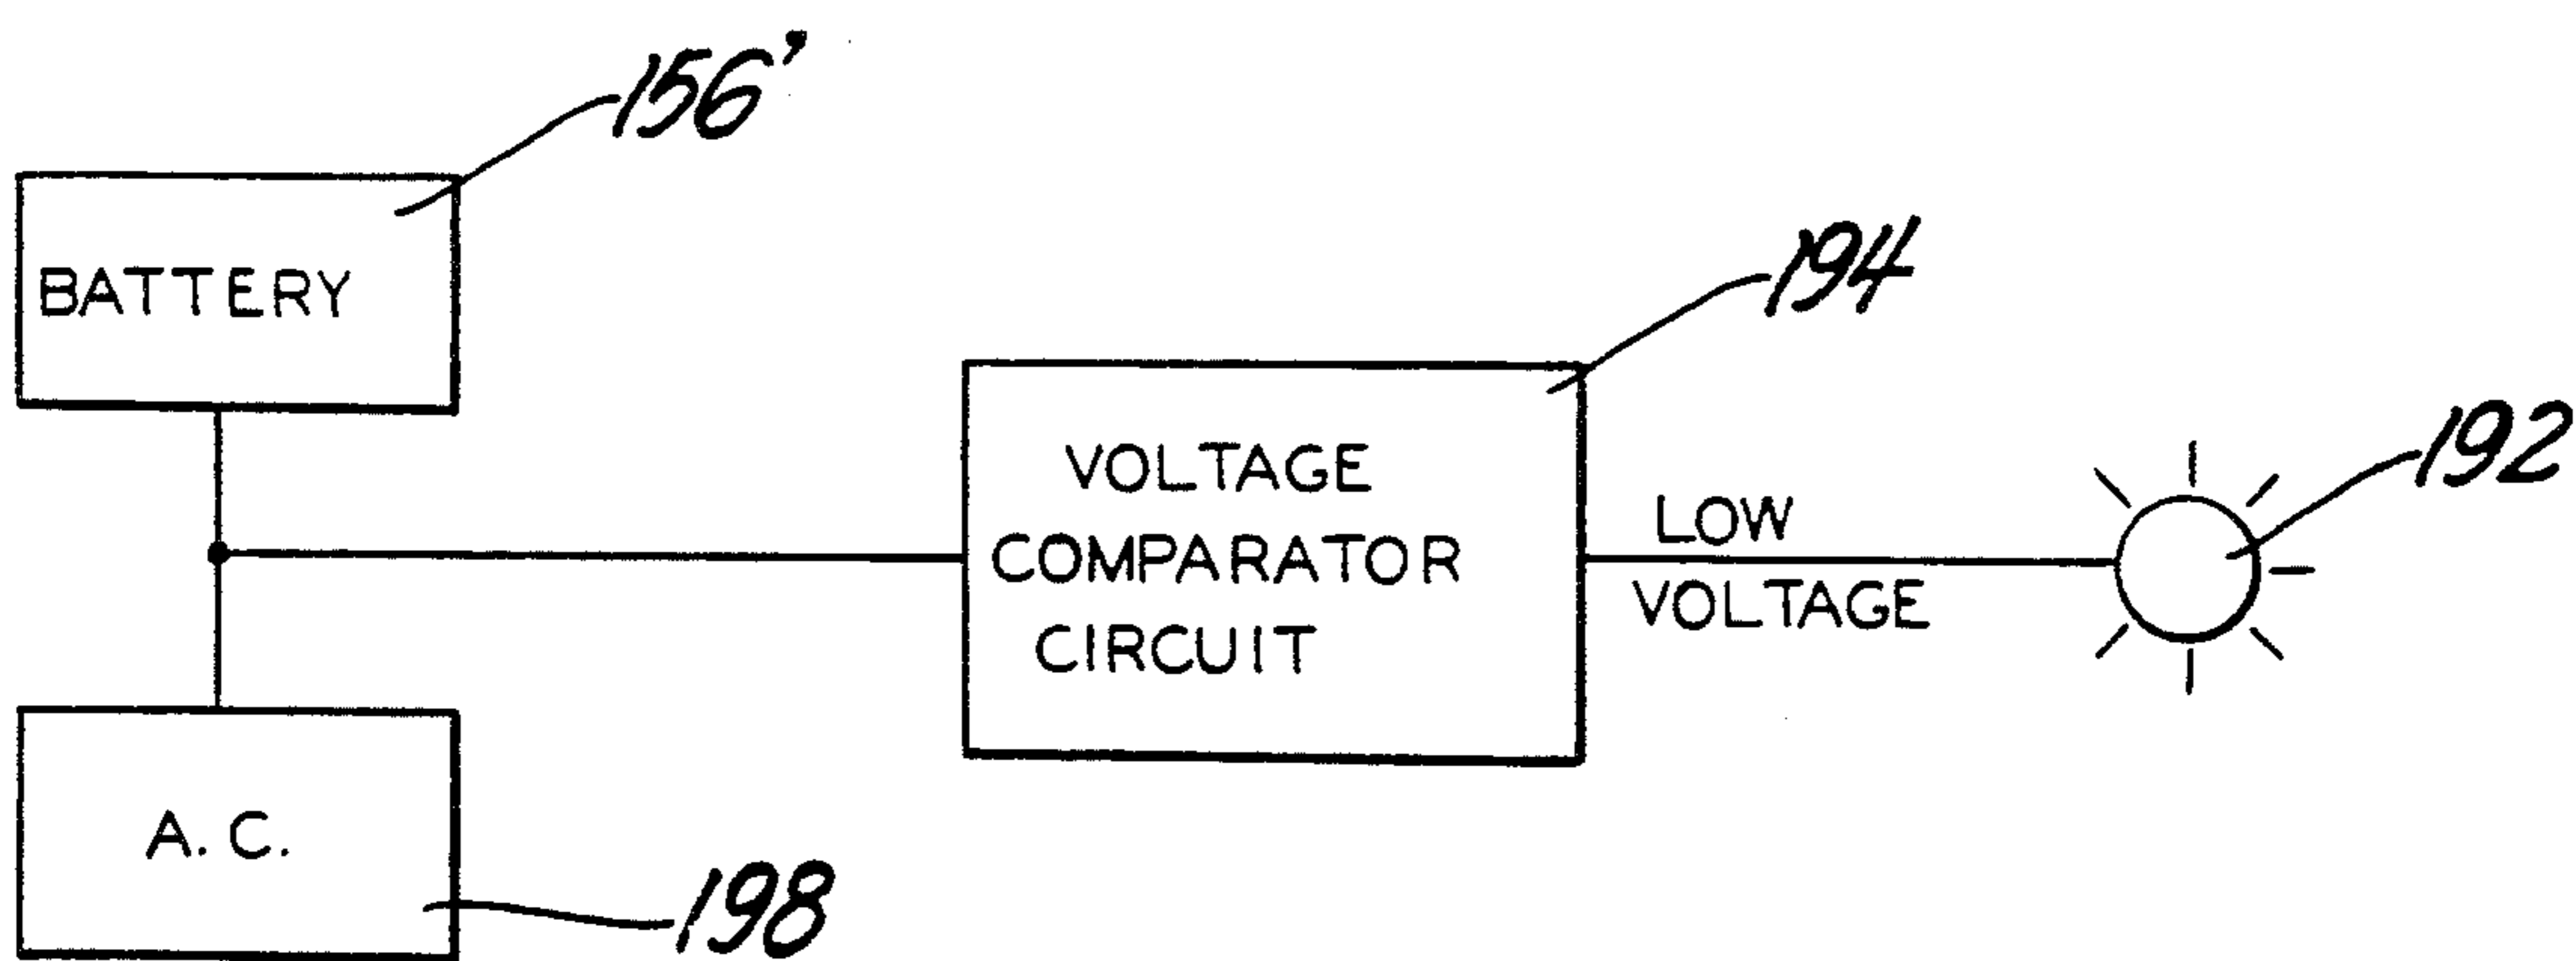 156'
BATTERY
194
VOLTAGE
COMPARATOR
CIRCUIT
LOW
VOLTAGE
192
A.C.
198